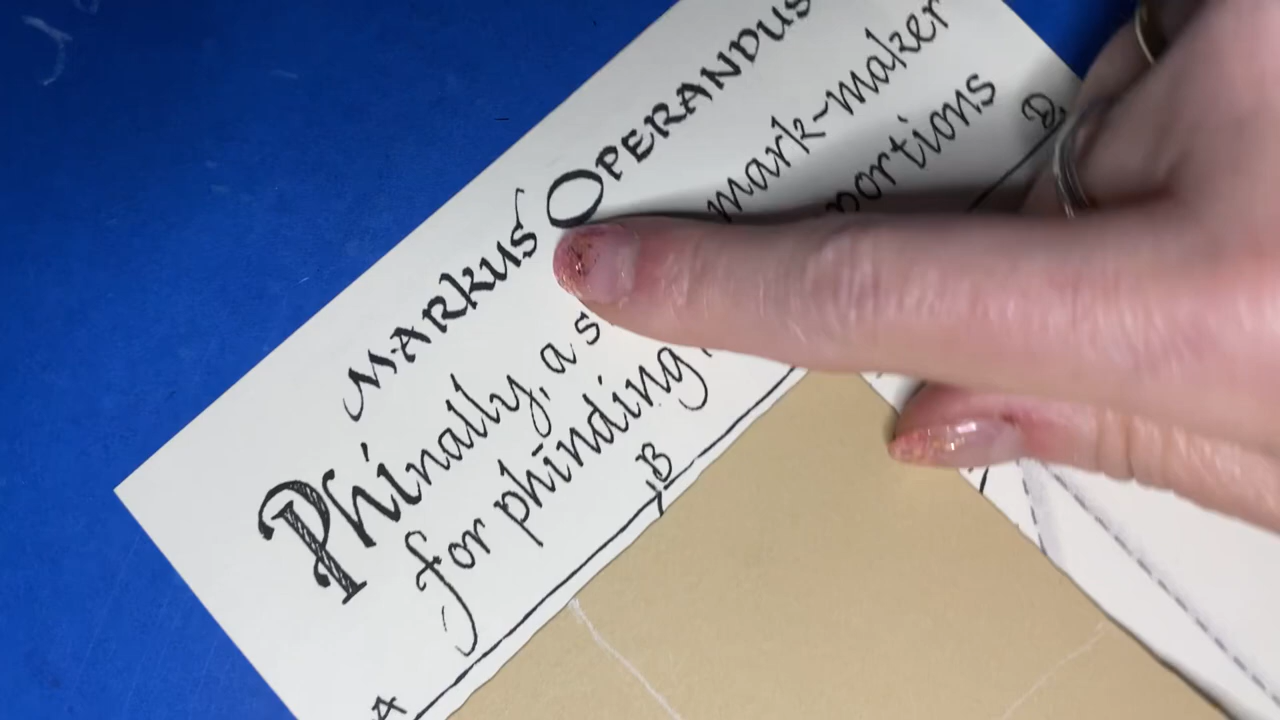 MARKUS OPERANDUS
Phinally, a mark-maker
for phinding portions
A B D